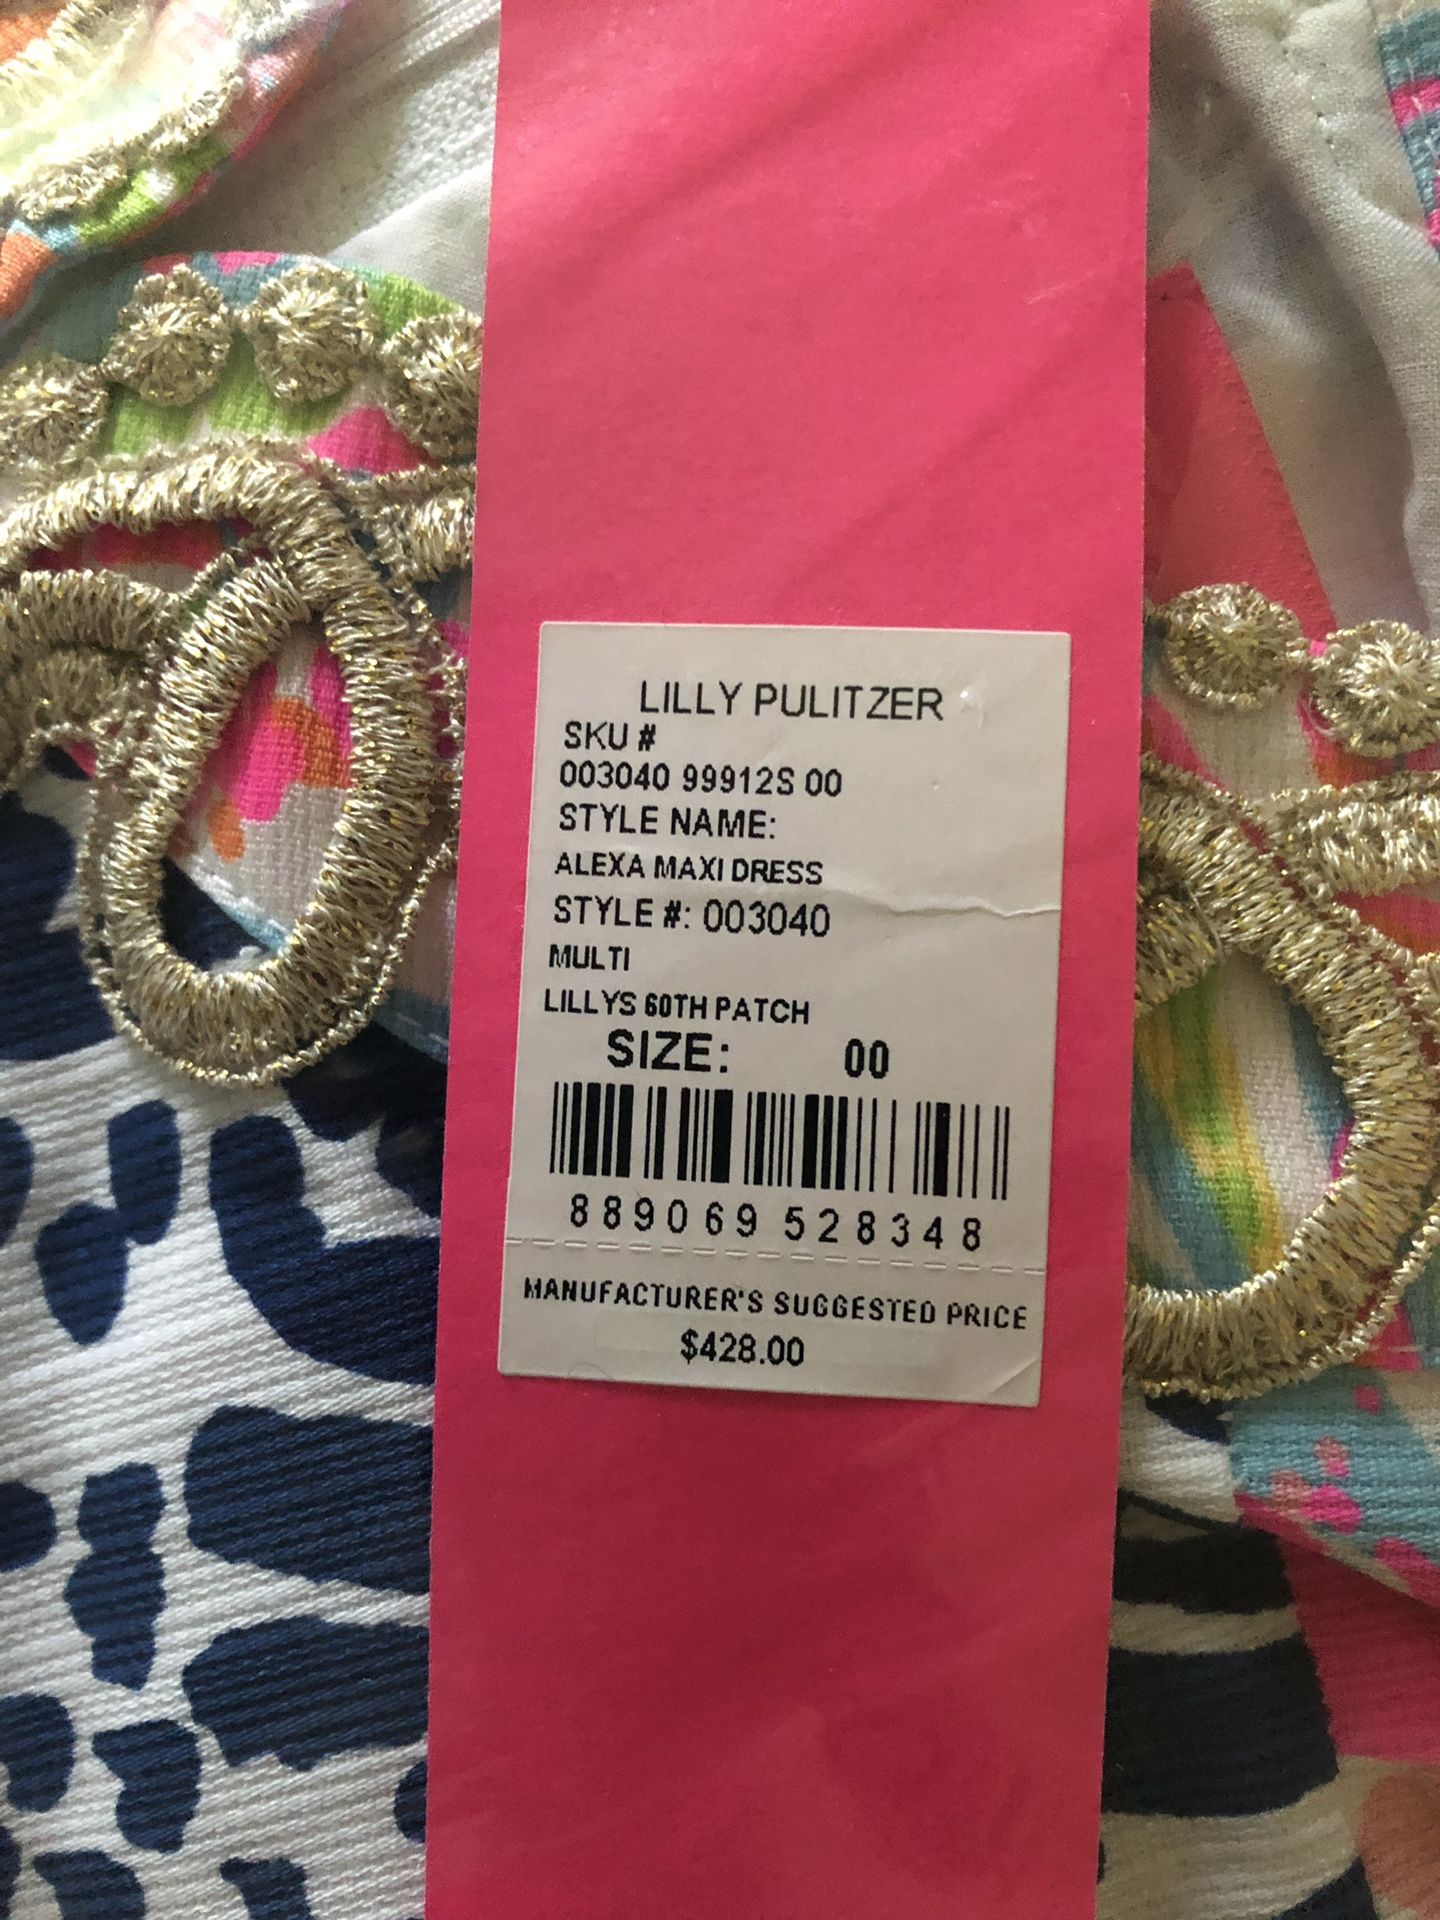 LILLY PULITZER
SKU #
003040 99912S 00
STYLE NAME:
ALEXA MAXI DRESS
STYLE #: 003040
MULTI
LILLYS 60TH PATCH
SIZE: 00
889069 528348
MANUFACTURER'S SUGGESTED PRICE
$428.00